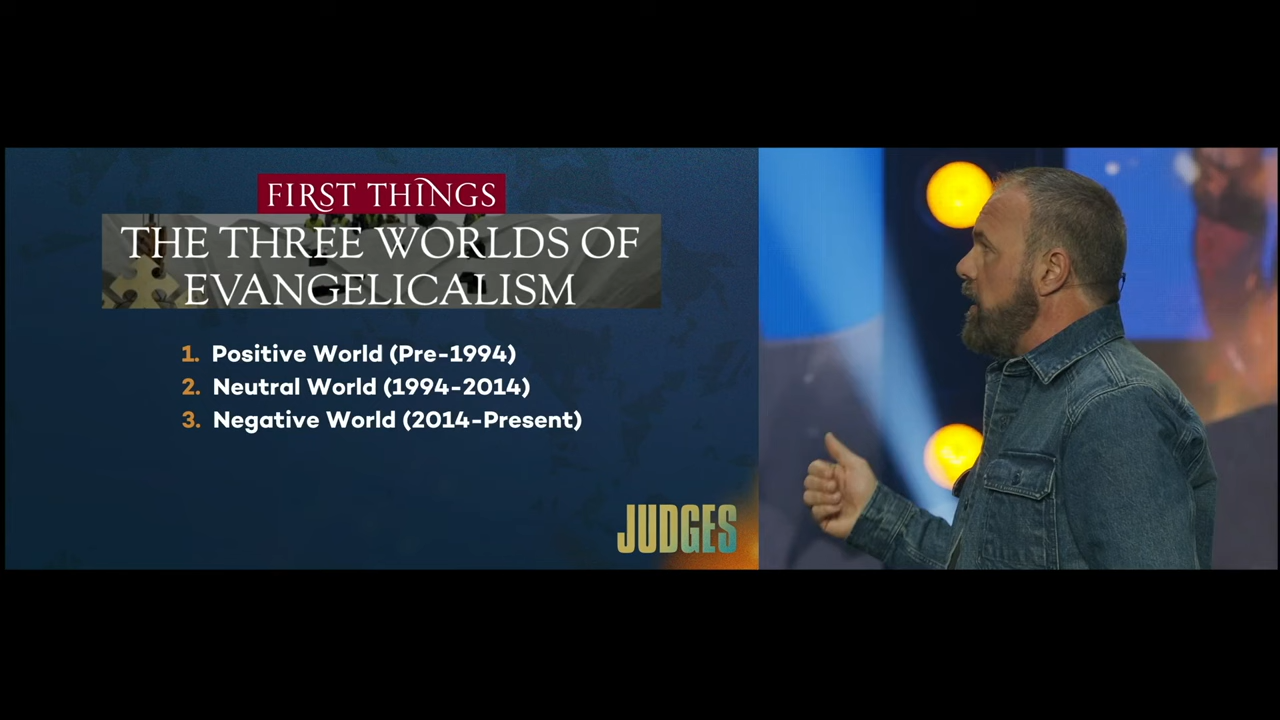 FIRST THINGS
THE THREE WORLDS OF
EVANGELICALISM
1. Positive World (Pre-1994)
2. Neutral World (1994-2014)
3. Negative World (2014-Present)
JUDGES